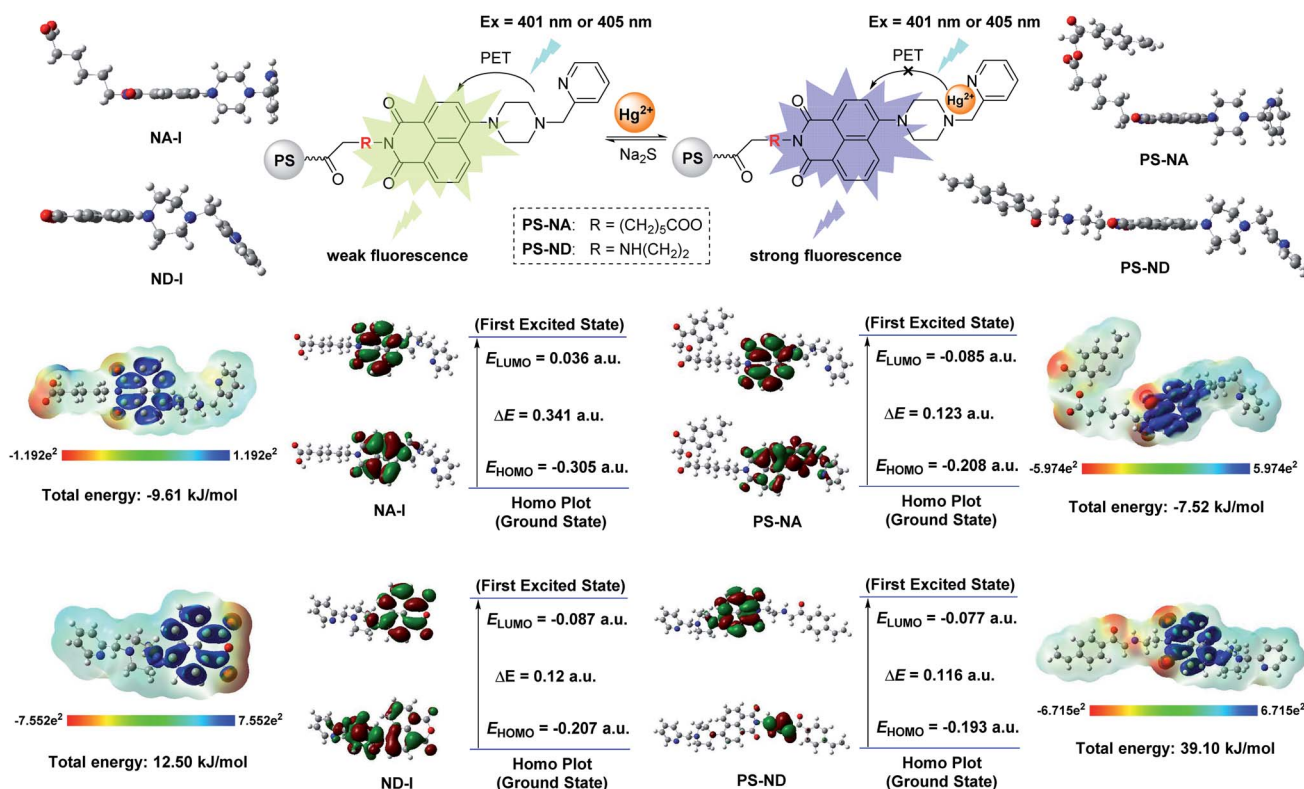 Ex = 401 nm or 405 nm
Ex = 401 nm or 405 nm
PET
PET
×
N
N
Hg2+
Hg2+
N
N
N
N
O
O
NA-I
PS-NA
R
N
R
N
PS
PS
Na2S
O
O
O
O
PS-NA: R = (CH2)5COO
PS-ND: R = NH(CH2)2
weak fluorescence
strong fluorescence
ND-I
PS-ND
(First Excited State)
ELUMO = 0.036 a.u.
ΔE = 0.341 a.u.
EHOMO = -0.305 a.u.
Homo Plot
(Ground State)
NA-I
-1.192e2
1.192e2
Total energy: -9.61 kJ/mol
(First Excited State)
ELUMO = -0.085 a.u.
ΔE = 0.123 a.u.
EHOMO = -0.208 a.u.
Homo Plot
(Ground State)
PS-NA
-5.974e2
5.974e2
Total energy: -7.52 kJ/mol
(First Excited State)
ELUMO = -0.087 a.u.
ΔE = 0.12 a.u.
EHOMO = -0.207 a.u.
Homo Plot
(Ground State)
ND-I
-7.552e2
7.552e2
Total energy: 12.50 kJ/mol
(First Excited State)
ELUMO = -0.077 a.u.
ΔE = 0.116 a.u.
EHOMO = -0.193 a.u.
Homo Plot
(Ground State)
PS-ND
-6.715e2
6.715e2
Total energy: 39.10 kJ/mol